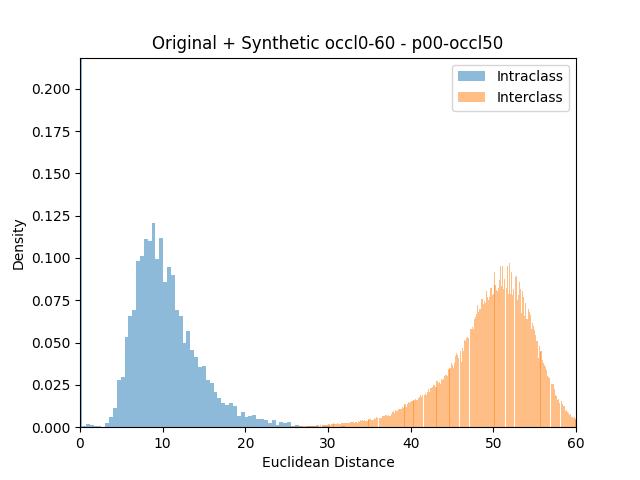 Original + Synthetic occl0-60 - p00-occl50
Intraclass
Interclass
0.200
0.175
0.150
0.125
0.100
0.075
0.050
0.025
0.000
Density
0 10 20 30 40 50 60
Euclidean Distance